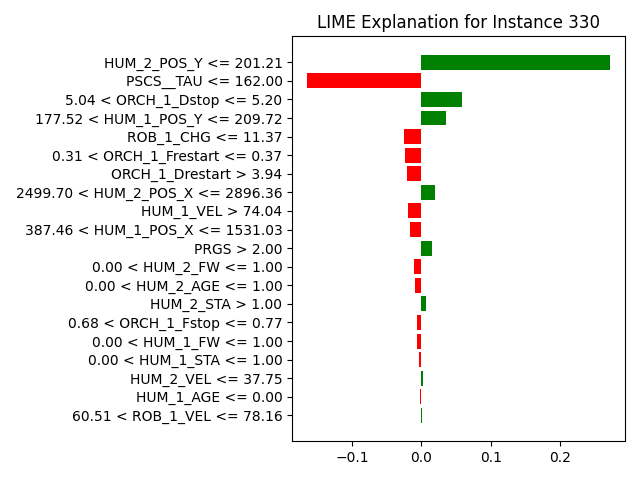 LIME Explanation for Instance 330
HUM_2_POS_Y <= 201.21
PSCS__TAU <= 162.00
5.04 < ORCH_1_Dstop <= 5.20
177.52 < HUM_1_POS_Y <= 209.72
ROB_1_CHG <= 11.37
0.31 < ORCH_1_Frestart <= 0.37
ORCH_1_Drestart > 3.94
2499.70 < HUM_2_POS_X <= 2896.36
HUM_1_VEL > 74.04
387.46 < HUM_1_POS_X <= 1531.03
PRGS > 2.00
0.00 < HUM_2_FW <= 1.00
0.00 < HUM_2_AGE <= 1.00
HUM_2_STA > 1.00
0.68 < ORCH_1_Fstop <= 0.77
0.00 < HUM_1_FW <= 1.00
0.00 < HUM_1_STA <= 1.00
HUM_2_VEL <= 37.75
HUM_1_AGE <= 0.00
60.51 < ROB_1_VEL <= 78.16
−0.1 0.0 0.1 0.2